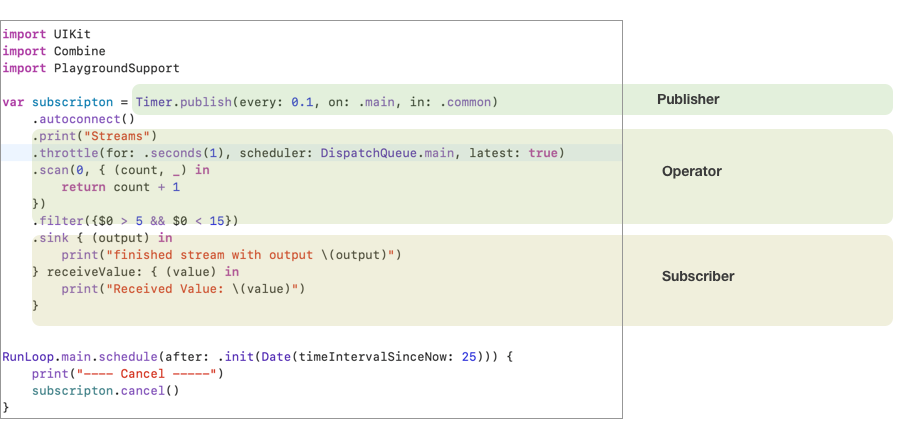 import UIKit
import Combine
import PlaygroundSupport
var subscripton = Timer.publish(every: 0.1, on: .main, in: .common)
Publisher
.autoconnect()
.print("Streams")
.throttle(for: .seconds(1), scheduler: DispatchQueue.main, latest: true)
Operator
.scan(0, { (count, _) in
return count + 1
})
.filter({$0 > 5 && $0 < 15})
.sink { (output) in
print("finished stream with output \(output)")
} receiveValue: { (value) in
Subscriber
print("Received Value: \(value)")
}
RunLoop.main.schedule(after: .init(Date(timeIntervalSinceNow: 25))) {
print("---- Cancel -----")
subscripton.cancel()
}